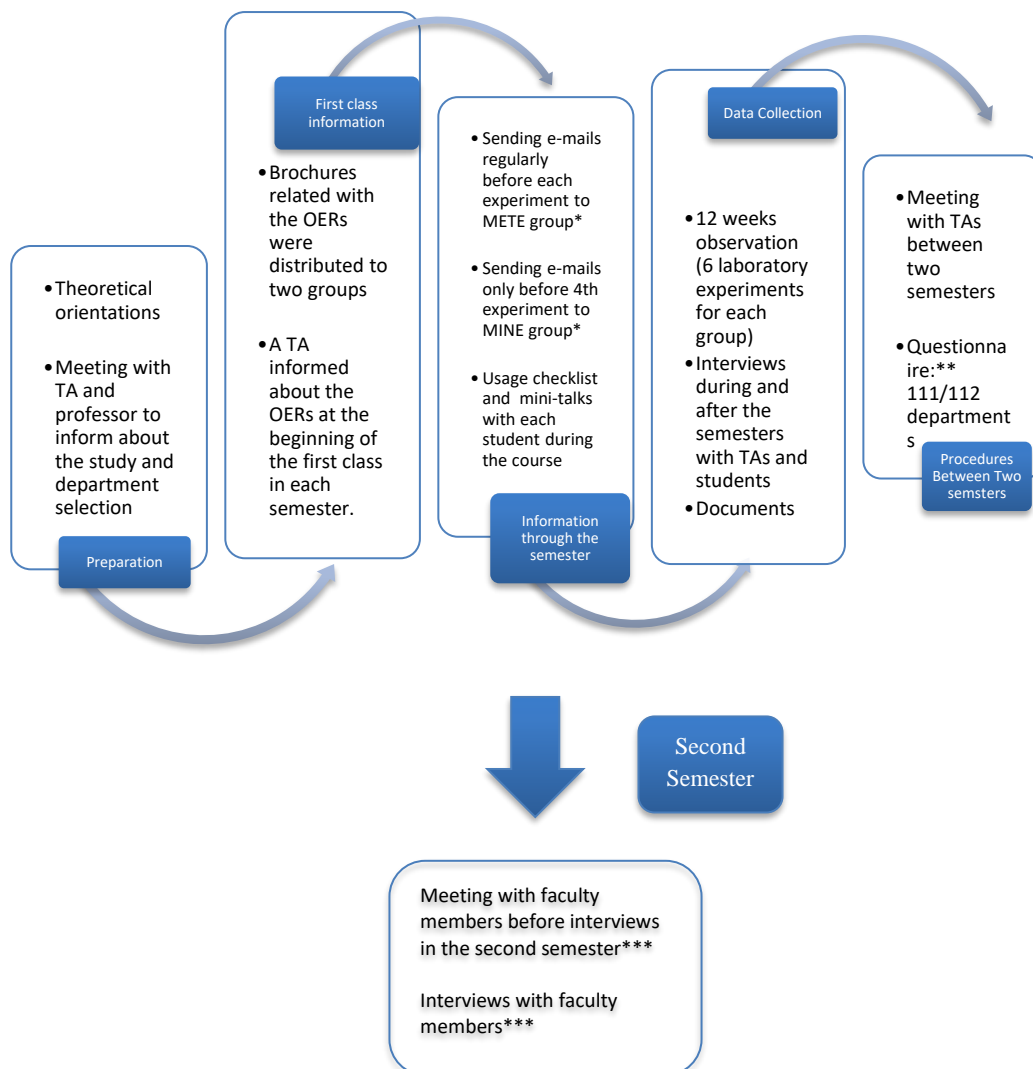 • Theoretical
orientations
• Meeting with
TA and
professor to
inform about
the study and
department
selection
Preparation
First class
information
• Brochures
related with
the OERs were
distributed to
two groups
• A TA
informed
about the
OERs at the
beginning of
the first class
in each
semester.
• Sending e-mails
regularly
before each
experiment to
METE group*
• Sending e-mails
only before 4th
experiment to
MINE group*
• Usage checklist
and mini-talks
with each
student during
the course
Information
through the
semester
Data Collection
• 12 weeks
observation
(6 laboratory
experiments
for each
group)
• Interviews
during and
after the
semesters
with TAs and
students
• Documents
• Meeting
with TAs
between
two
semesters
• Questionna
ire:**
111/112
department
s
Procedures
Between Two
semsters
Second
Semester
Meeting with faculty
members before interviews
in the second semester***
Interviews with faculty
members***